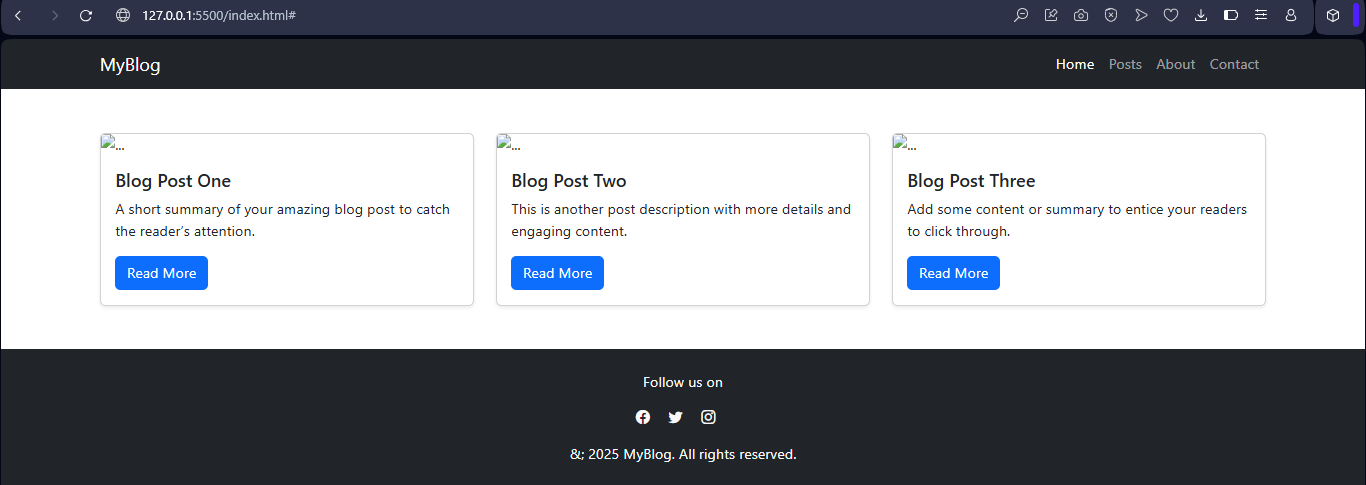 127.0.0.1:5500/index.html#
MyBlog
Home Posts About Contact
... ... ...
Blog Post One
A short summary of your amazing blog post to catch
the reader’s attention.
Read More
Blog Post Two
This is another post description with more details and
engaging content.
Read More
Blog Post Three
Add some content or summary to entice your readers
to click through.
Read More
Follow us on
&; 2025 MyBlog. All rights reserved.